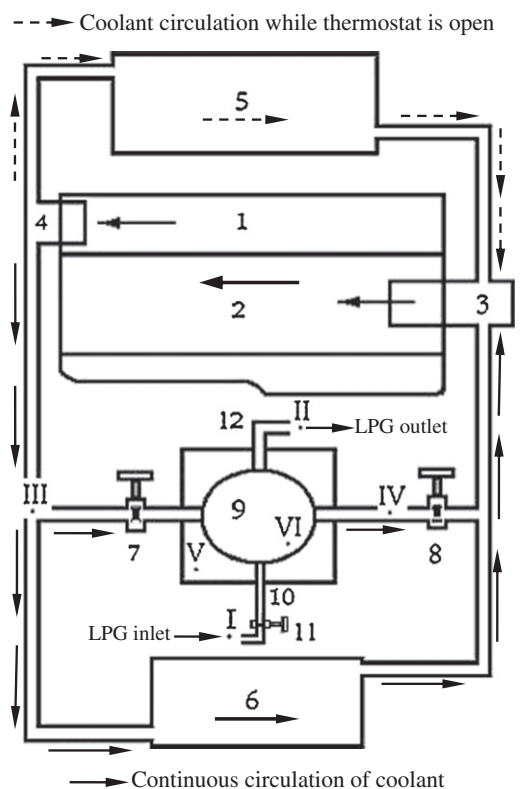 Coolant circulation while thermostat is open
5
4
1
2
3
12
II
LPG outlet
III
9
IV
VI
7
V
8
10
I
LPG inlet
11
6
Continuous circulation of coolant